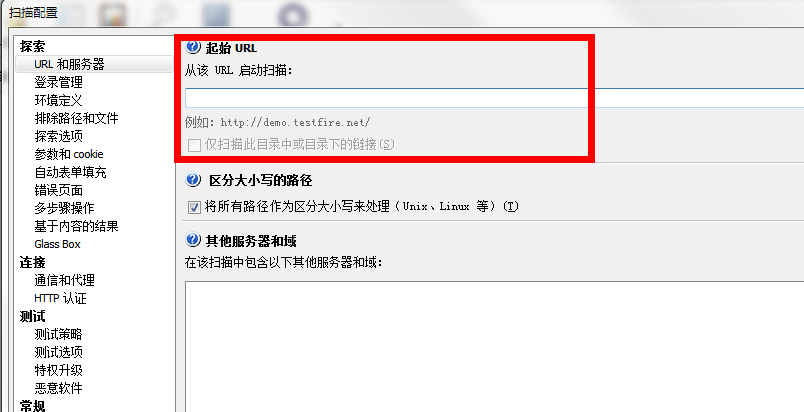 扫描配置
探索
URL 和服务器
登录管理
环境定义
排除路径和文件
探索选项
参数和 cookie
自动表单填充
错误页面
多步骤操作
基于内容的结果
Glass Box
连接
通信和代理
HTTP 认证
测试
测试策略
测试选项
特权升级
恶意软件
常规
起始 URL
从该 URL 启动扫描：
例如：http://demo.testfire.net/
仅扫描此目录中或目录下的链接(S)
区分大小写的路径
将所有路径作为区分大小写来处理（Unix、Linux 等）(T)
其他服务器和域
在该扫描中包含以下其他服务器和域：